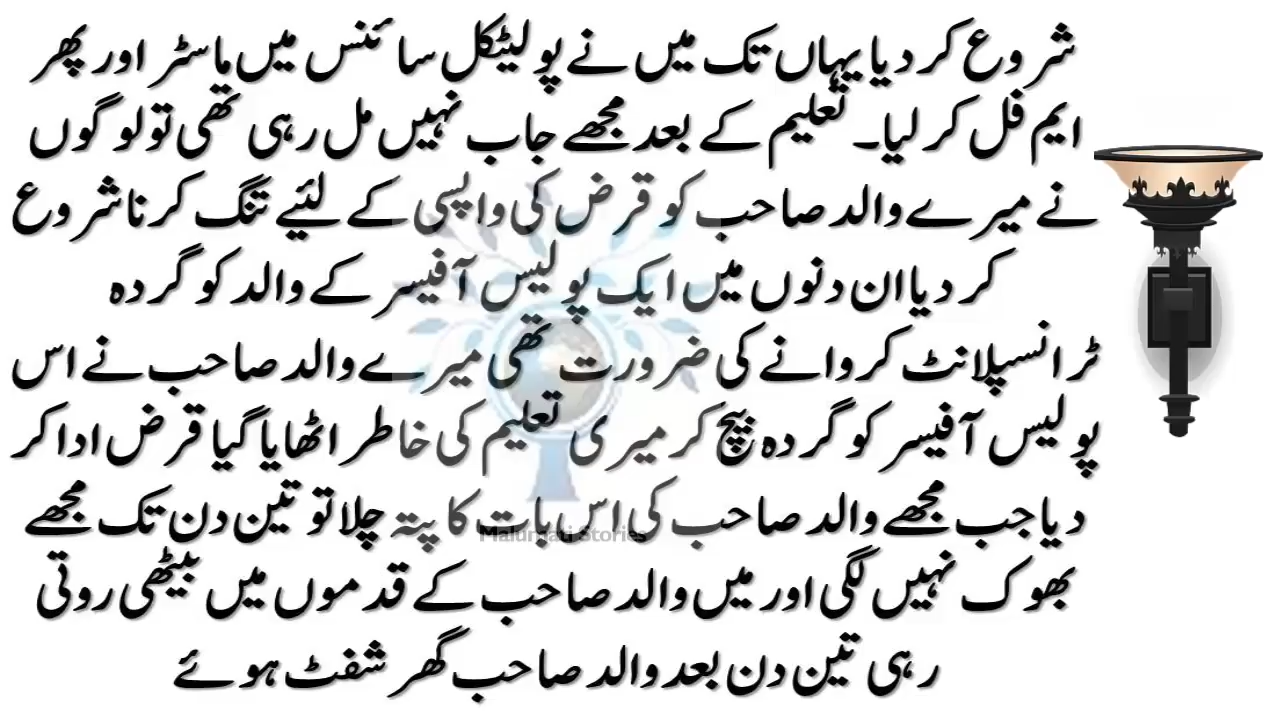 شروع کر دیا یہاں تک میں نے پولیٹکل سائنس میں ماسٹر اور پھر
ایم فل کر لیا۔ تعلیم کے بعد مجھے جاب نہیں مل رہی تھی تو لوگوں
نے میرے والد صاحب کو قرض کی واپسی کے لئیے تنگ کرنا شروع
کر دیا ان دنوں میں ایک پولیس آفیسر کے والد کو گردہ
ٹرانسپلانٹ کروانے کی ضرورت تھی میرے والد صاحب نے اس
پولیس آفیسر کو گردہ بیچ کر میری تعلیم کی خاطر اٹھایا گیا قرض ادا کر
دیا جب مجھے والد صاحب کی اس بات کا پتہ چلا تو تین دن تک مجھے
Malumati Stories
بھوک نہیں لگی اور میں والد صاحب کے قدموں میں بیٹھی روتی
رہی تین دن بعد والد صاحب گھر شفٹ ہوئے